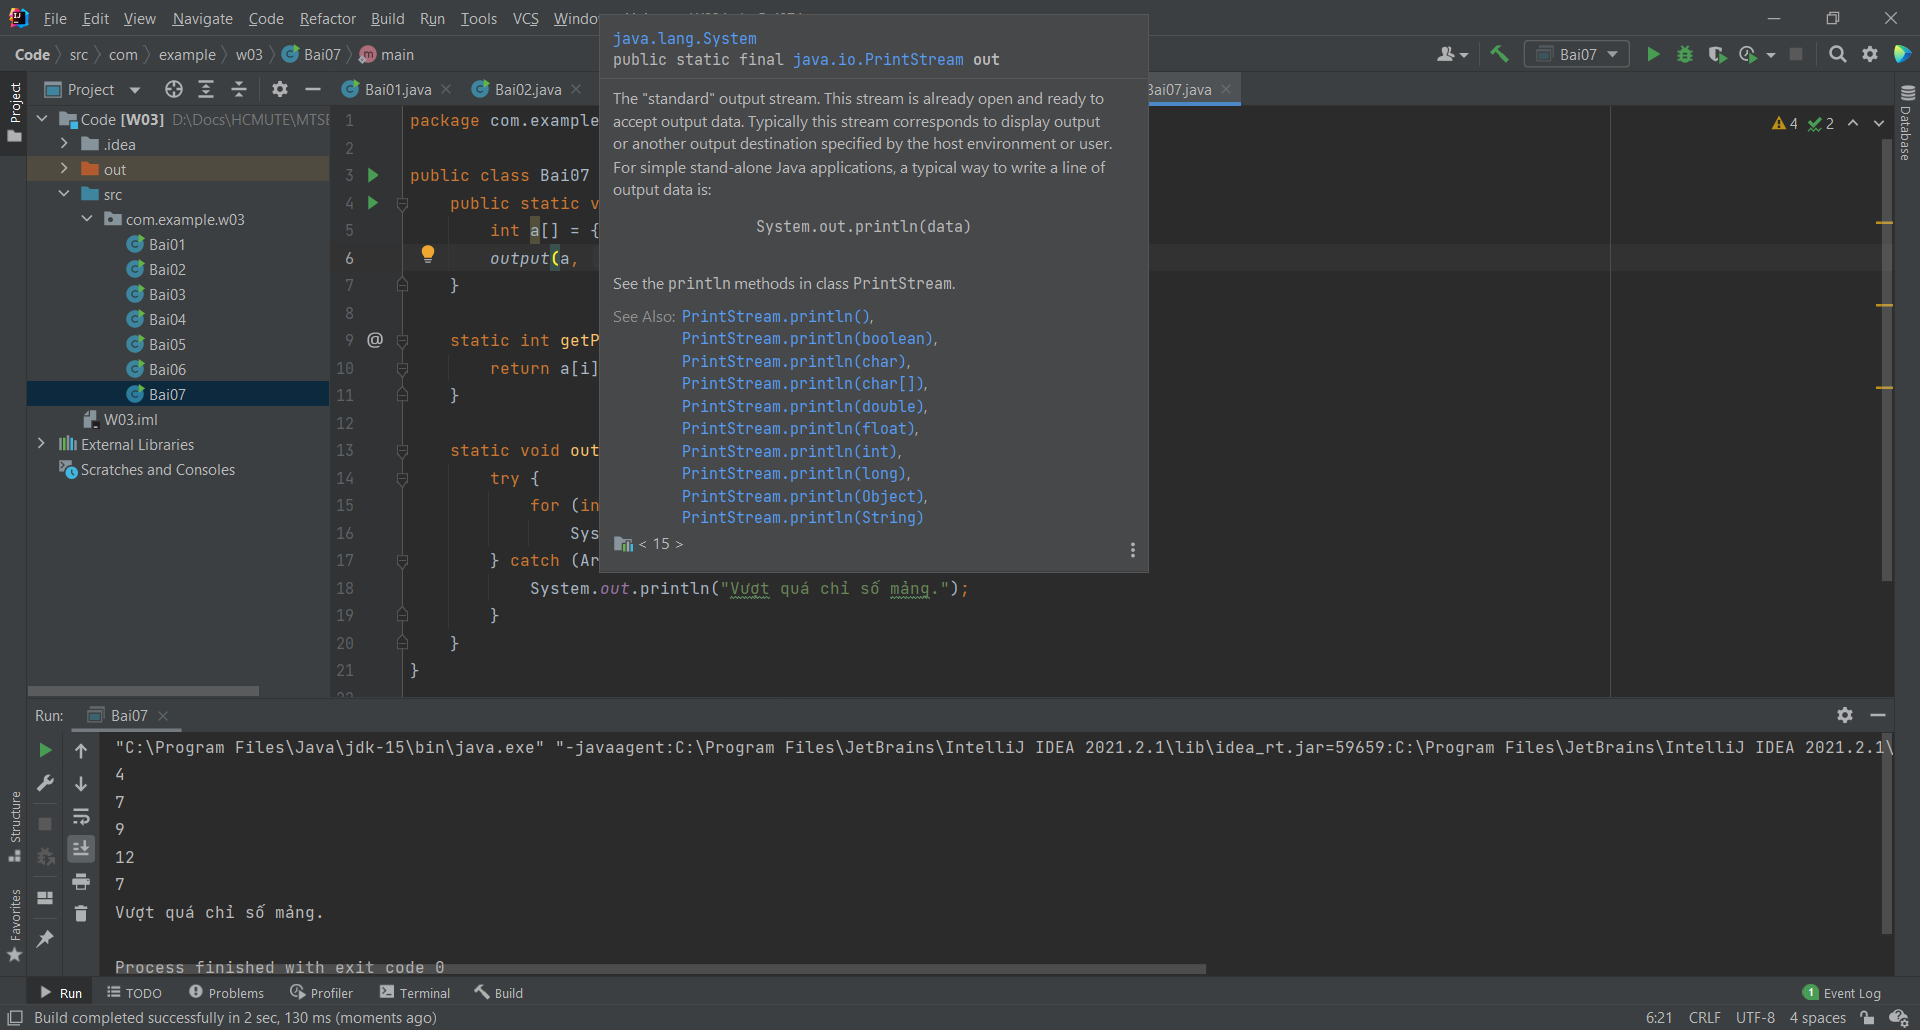 File Edit View Navigate Code Refactor Build Run Tools VCS Windo
Code src com example w03 Bai07 main
Bai07
Project
Bai01.java
Bai02.java
Bai07.java
java.lang.System
public static final java.io.PrintStream out
The "standard" output stream. This stream is already open and ready to
accept output data. Typically this stream corresponds to display output
or another output destination specified by the host environment or user.
For simple stand-alone Java applications, a typical way to write a line of
output data is:
System.out.println(data)
See the println methods in class PrintStream.
See Also: PrintStream.println(),
PrintStream.println(boolean),
PrintStream.println(char),
PrintStream.println(char[]),
PrintStream.println(double),
PrintStream.println(float),
PrintStream.println(int),
PrintStream.println(long),
PrintStream.println(Object),
PrintStream.println(String)
< 15 >
Project
Code [W03] D:\Docs\HCMUTE\MTSE
.idea
out
src
com.example.w03
Bai01
Bai02
Bai03
Bai04
Bai05
Bai06
Bai07
W03.iml
External Libraries
Scratches and Consoles
4 2
Database
1 package com.example
2
3 public class Bai07
4 public static v
5 int a[] = {
6 output(a,
7 }
8
9 @ static int getP
10 return a[i]
11 }
12
13 static void out
14 try {
15 for (in
16 Sys
17 } catch (Ar
18 System.out.println("Vượt quá chỉ số mảng.");
19 }
20 }
21 }
22
Run: Bai07
"C:\Program Files\Java\jdk-15\bin\java.exe" "-javaagent:C:\Program Files\JetBrains\IntelliJ IDEA 2021.2.1\lib\idea_rt.jar=59659:C:\Program Files\JetBrains\IntelliJ IDEA 2021.2.1\
4
7
9
12
7
Vượt quá chỉ số mảng.
Process finished with exit code 0
Structure
Favorites
Run TODO Problems Profiler Terminal Build
1 Event Log
Build completed successfully in 2 sec, 130 ms (moments ago)
6:21 CRLF UTF-8 4 spaces